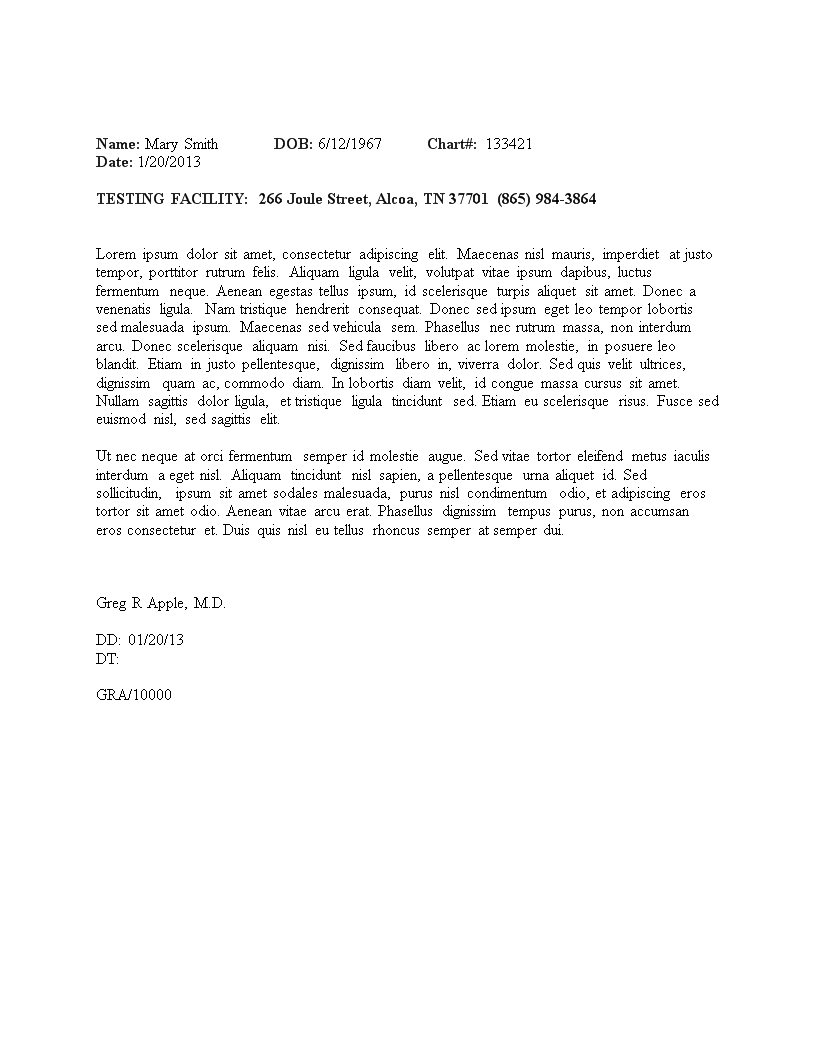 Name: Mary Smith DOB: 6/12/1967 Chart#: 133421
Date: 1/20/2013
TESTING FACILITY: 266 Joule Street, Alcoa, TN 37701 (865) 984-3864
Lorem ipsum dolor sit amet, consectetur adipiscing elit. Maecenas nisl mauris, imperdiet at justo
tempor, porttitor rutrum felis. Aliquam ligula velit, volutpat vitae ipsum dapibus, luctus
fermentum neque. Aenean egestas tellus ipsum, id scelerisque turpis aliquet sit amet. Donec a
venenatis ligula. Nam tristique hendrerit consequat. Donec sed ipsum eget leo tempor lobortis
sed malesuada ipsum. Maecenas sed vehicula sem. Phasellus nec rutrum massa, non interdum
arcu. Donec scelerisque aliquam nisi. Sed faucibus libero ac lorem molestie, in posuere leo
blandit. Etiam in justo pellentesque, dignissim libero in, viverra dolor. Sed quis velit ultrices,
dignissim quam ac, commodo diam. In lobortis diam velit, id congue massa cursus sit amet.
Nullam sagittis dolor ligula, et tristique ligula tincidunt sed. Etiam eu scelerisque risus. Fusce sed
euismod nisl, sed sagittis elit.
Ut nec neque at orci fermentum semper id molestie augue. Sed vitae tortor eleifend metus iaculis
interdum a eget nisl. Aliquam tincidunt nisl sapien, a pellentesque urna aliquet id. Sed
sollicitudin, ipsum sit amet sodales malesuada, purus nisl condimentum odio, et adipiscing eros
tortor sit amet odio. Aenean vitae arcu erat. Phasellus dignissim tempus purus, non accumsan
eros consectetur et. Duis quis nisl eu tellus rhoncus semper at semper dui.
Greg R Apple, M.D.
DD: 01/20/13
DT:
GRA/10000